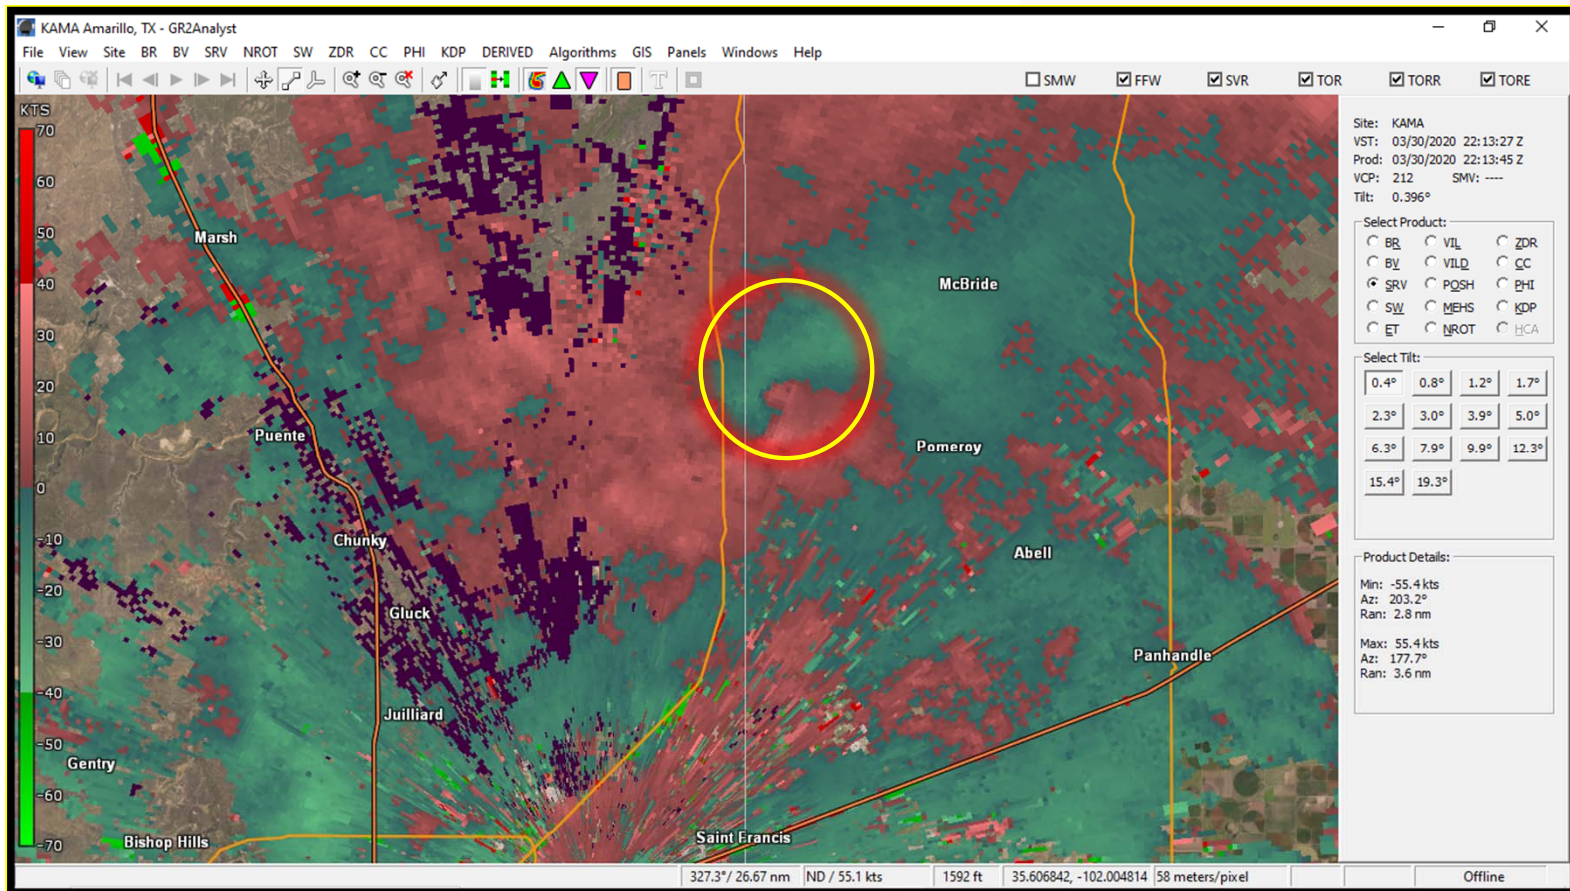 KAMA Amarillo, TX - GR2Analyst
File View Site BR BV SRV NROT SW ZDR CC PHI KDP DERIVED Algorithms GIS Panels Windows Help
SMW FFW SVR TOR TORR TORE
KTS
70
60
50
40
30
20
10
0
-10
-20
-30
-40
-50
-60
-70
Marsh
McBride
Puente
Pomeroy
Chunky
Abell
Gluck
Panhandle
Juilliard
Gentry
Bishop Hills
Saint Francis
Site: KAMA
VST: 03/30/2020 22:13:27 Z
Prod: 03/30/2020 22:13:45 Z
VCP: 212 SMV: ----
Tilt: 0.396°
Select Product:
BR VIL ZDR
BV VILD CC
SRV POSH PHI
SW MEHS KDP
ET NROT HCA
Select Tilt:
0.4° 0.8° 1.2° 1.7°
2.3° 3.0° 3.9° 5.0°
6.3° 7.9° 9.9° 12.3°
15.4° 19.3°
Product Details:
Min: -55.4 kts
Az: 203.2°
Ran: 2.8 nm
Max: 55.4 kts
Az: 177.7°
Ran: 3.6 nm
327.3°/ 26.67 nm ND / 55.1 kts 1592 ft 35.606842, -102.004814 58 meters/pixel Offline